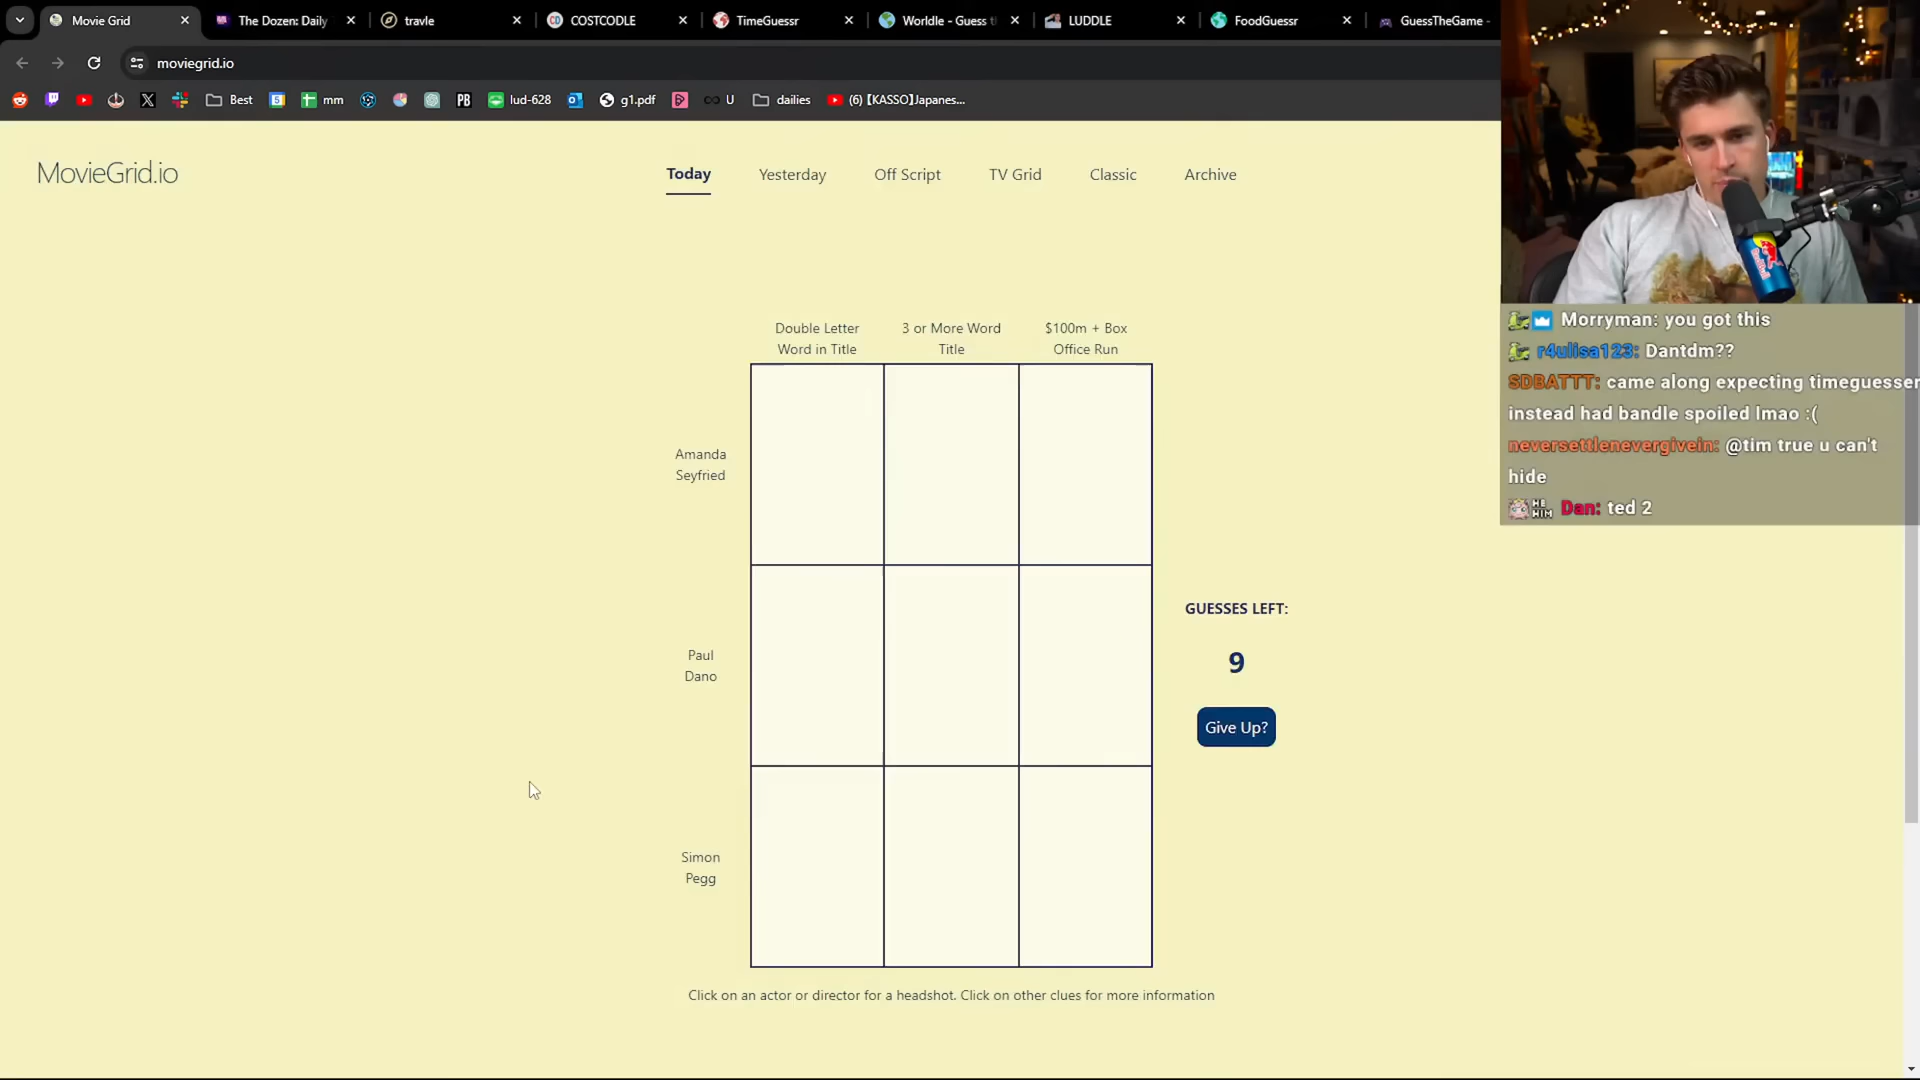 Movie Grid
The Dozen: Daily
travle
COSTCODLE
TimeGuessr
Worldle - Guess t
LUDDLE
FoodGuessr
GuessTheGame -
moviegrid.io
Best
mm
PB
lud-628
g1.pdf
U
dailies
(6) 【KASSO】Japanes...
MovieGrid.io
Today
Yesterday
Off Script
TV Grid
Classic
Archive
Double Letter
Word in Title
3 or More Word
Title
$100m + Box
Office Run
Amanda
Seyfried
Paul
Dano
Simon
Pegg
GUESSES LEFT:
9
Give Up?
Click on an actor or director for a headshot. Click on other clues for more information
Morryman: you got this
r4ulisa123: Dantdm??
SDBATTT: came along expecting timeguesser
instead had bandle spoiled lmao :(
neversettlenevergivein: @tim true u can't
hide
HE HIM Dan: ted 2
Red Bull